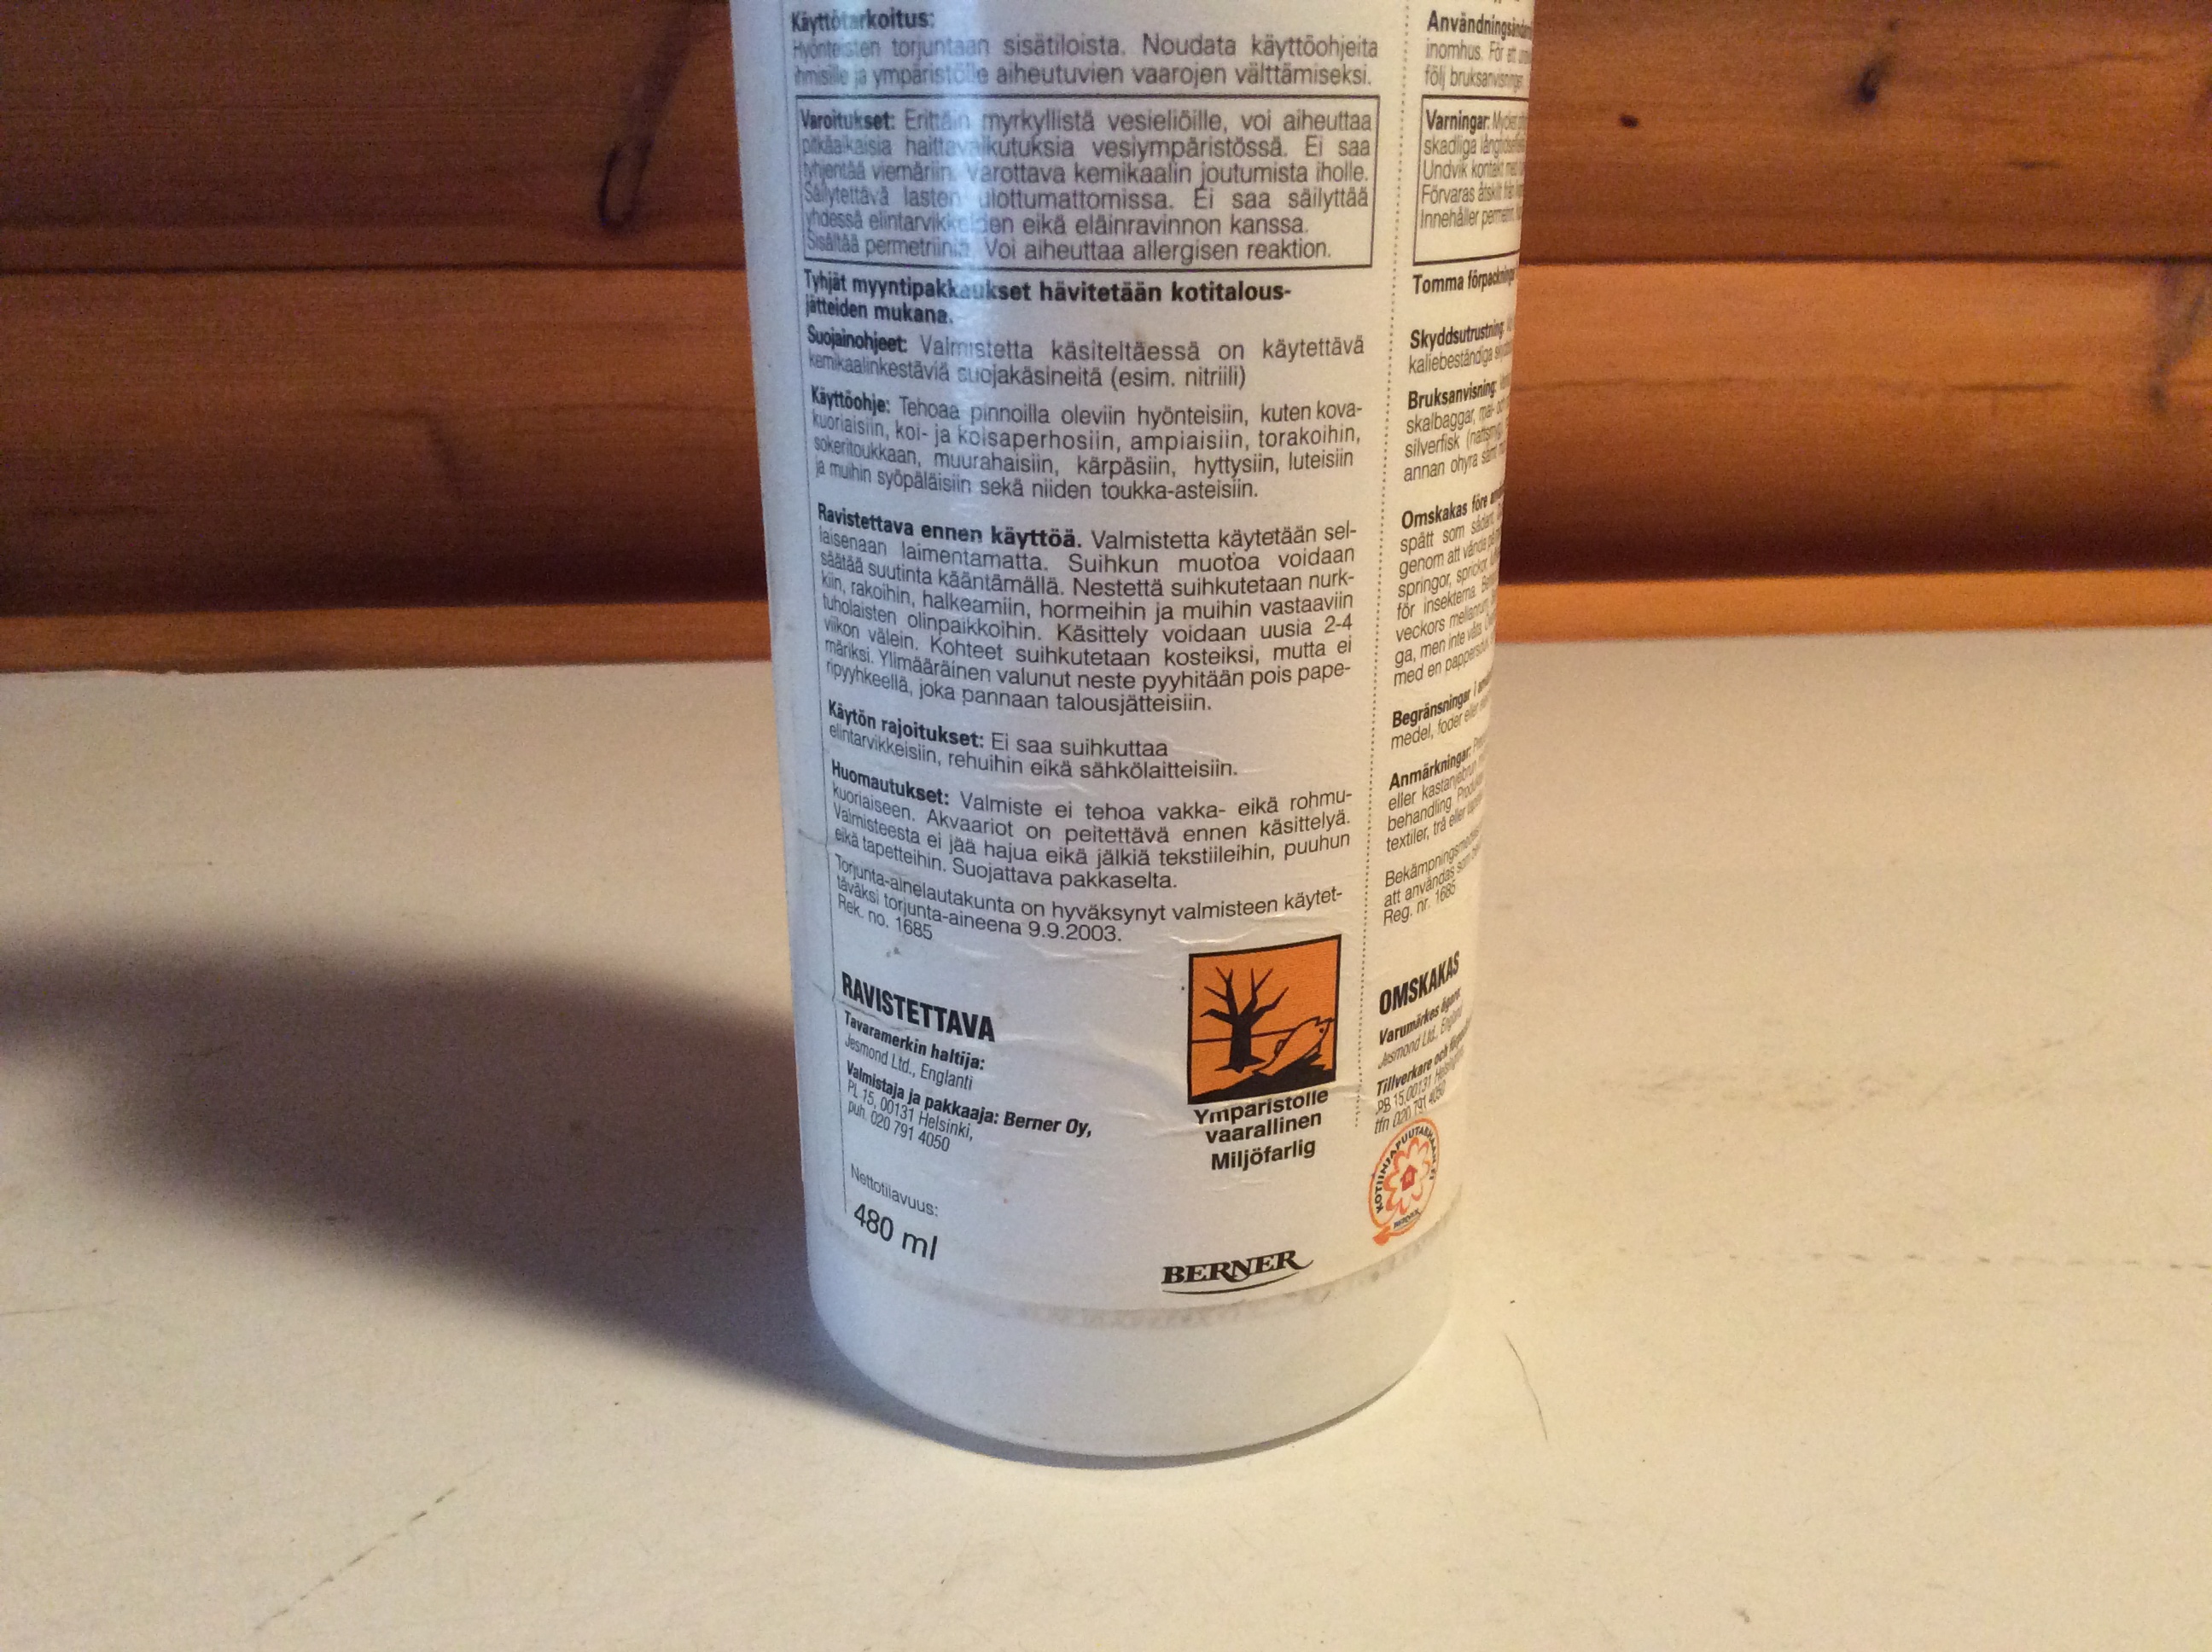 Käyttötarkoitus:
Hyönteisten torjuntaan sisätiloista. Noudata käyttöohjeita
ihmisille ja ympäristölle aiheutuvien vaarojen välttämiseksi.
Varoitukset: Erittäin myrkyllistä vesieliöille, voi aiheuttaa
pitkäaikaisia haittavaikutuksia vesiympäristössä. Ei saa
tyhjentää viemäriin. Varottava kemikaalin joutumista iholle.
Säilytettävä lasten ulottumattomissa. Ei saa säilyttää
yhdessä elintarvikkeiden eikä eläinravinnon kanssa.
Sisältää permetriiniä. Voi aiheuttaa allergisen reaktion.
Tyhjät myyntipakkaukset hävitetään kotitalous-
jätteiden mukana.
Suojainohjeet: Valmistetta käsiteltäessä on käytettävä
kemikaalinkestäviä suojakäsineitä (esim. nitriili)
Käyttöohje: Tehoaa pinnoilla oleviin hyönteisiin, kuten kova-
kuoriaisiin, koi- ja koisaperhosiin, ampiaisiin, torakoihin,
sokeritoukkaan, muurahaisiin, kärpäsiin, hyttysiin, luteisiin
ja muihin syöpäläisiin sekä niiden toukka-asteisiin.
Ravistettava ennen käyttöä. Valmistetta käytetään sel-
laisenaan laimentamatta. Suihkun muotoa voidaan
säätää suutinta kääntämällä. Nestettä suihkutetaan nurk-
kiin, rakoihin, halkeamiin, hormeihin ja muihin vastaaviin
tuholaisten olinpaikkoihin. Käsittely voidaan uusia 2-4
viikon välein. Kohteet suihkutetaan kosteiksi, mutta ei
märiksi. Ylimääräinen valunut neste pyyhitään pois pape-
ripyyhkeellä, joka pannaan talousjätteisiin.
Käytön rajoitukset: Ei saa suihkuttaa
elintarvikkeisiin, rehuihin eikä sähkölaitteisiin.
Huomautukset: Valmiste ei tehoa vakka- eikä rohmu-
kuoriaiseen. Akvaariot on peitettävä ennen käsittelyä.
Valmisteesta ei jää hajua eikä jälkiä tekstiileihin, puuhun
eikä tapetteihin. Suojattava pakkaselta.
Torjunta-ainelautakunta on hyväksynyt valmisteen käytet-
täväksi torjunta-aineena 9.9.2003.
Rek. no. 1685
RAVISTETTAVA
Tavaramerkin haltija:
Jesmond Ltd., Englanti
Valmistaja ja pakkaaja: Berner Oy,
PL 15, 00131 Helsinki,
puh. 020 791 4050
Nettotilavuus:
480 ml
Ympäristölle
vaarallinen
Miljöfarlig
BERNER
inomhus. För att
följ bruksanvisningen
Varningar:
skadliga
Undvik kontakt med
Förvaras åtskilt från
Innehåller permetrin.
Tomma
Skyddsutrustning:
Bruksanvisning:
skalbaggar, mal- och
silverfisk
annan ohyra samt
Omskakas före
spätt som sådant.
genom att vända på
springor, sprickor,
för insekterna.
veckors mellanrum.
ga, men inte våta.
med en
Begränsningar i
medel, foder eller
Anmärkningar:
eller
behandling.
textiler, trä eller
att användas som
Reg. nr. 1685
OMSKAKAS
Varumärkes ägare:
Jesmond Ltd., England
Tillverkare och
PB 15, 00131
tfn 020 791 4050